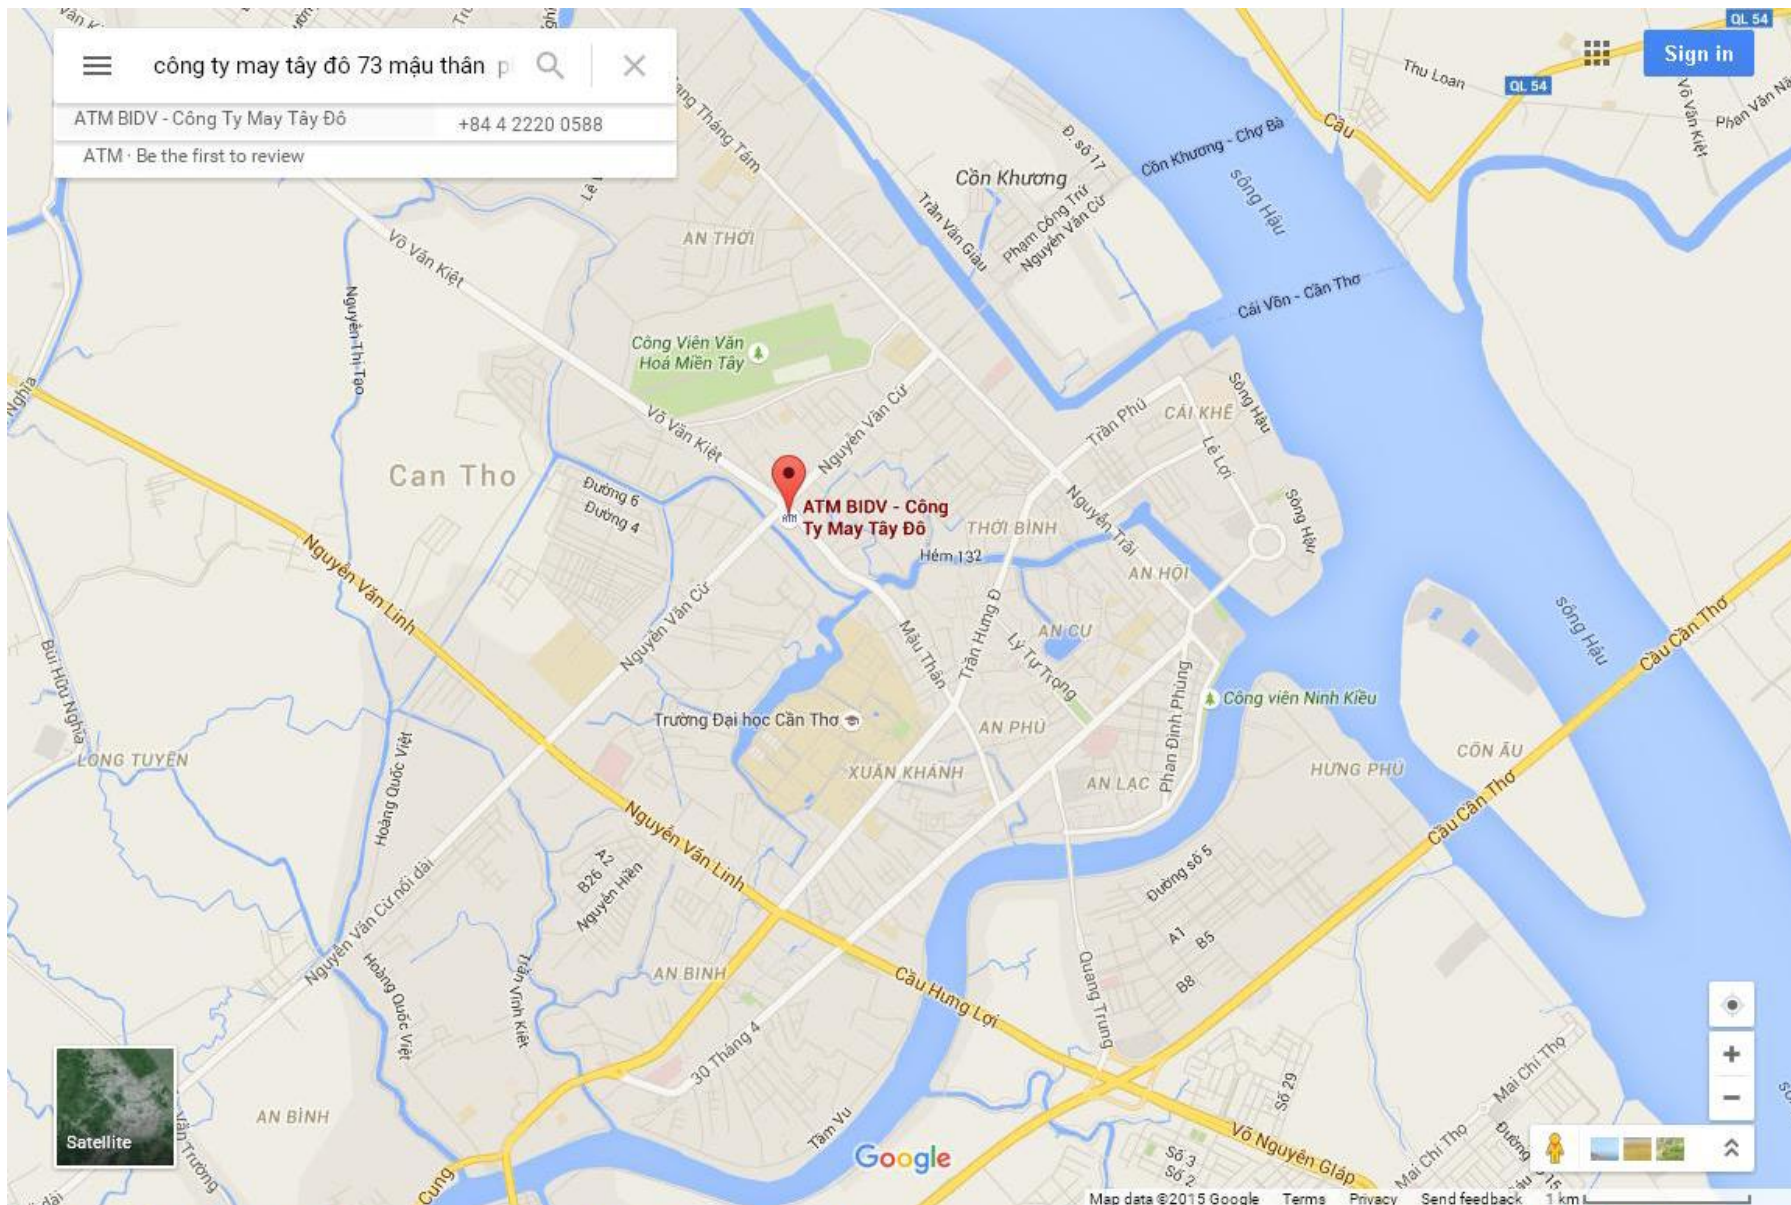 công ty may tây đô 73 mậu thân
ATM BIDV - Công Ty May Tây Đô
+84 4 2220 0588
ATM · Be the first to review
Sign in
QL 54
QL 54
Thu Loan
Võ Văn Kiệt
Cầu
Cồn Khương - Chợ Bà
sông Hậu
Đ. số 17
Cồn Khương
Phạm Công Trứ
Nguyễn Văn Cừ
Trần Văn Giàu
Cái Vồn - Cần Thơ
AN THỚI
Võ Văn Kiệt
Nguyễn Thị Tạo
Công Viên Văn
Hoá Miền Tây
Nghĩa
Võ Văn Kiệt
Nguyễn Văn Cừ
Trần Phú
CÁI KHẾ
Sông Hậu
Lê Lợi
Can Tho
Đường 6
Đường 4
ATM BIDV - Công
Ty May Tây Đô
THỚI BÌNH
Nguyễn Trãi
Sông Hậu
Hẻm 132
AN HỘI
Nguyễn Văn Linh
Nguyễn Văn Cừ
Mậu Thân
Trần Hưng Đ
AN CƯ
Lý Tự Trọng
sông Hậu
Cầu Cần Thơ
Bùi Hữu Nghĩa
Trường Đại học Cần Thơ
AN PHÚ
Phan Đình Phùng
Công viên Ninh Kiều
LONG TUYỀN
Hoàng Quốc Việt
XUÂN KHÁNH
AN LẠC
HƯNG PHÚ
CỒN ẤU
Cầu Cần Thơ
Nguyễn Văn Linh
A2
B26
Nguyễn Hiền
Đường số 5
A1
B5
B8
Nguyễn Văn Cừ nối dài
Hoàng Quốc Việt
Trần Vĩnh Kiết
AN BINH
Cầu Hưng Lợi
Quang Trung
30 Tháng 4
Số 29
Mai Chí Thọ
AN BÌNH
Tầm Vu
Võ Nguyên Giáp
Mai Chí Thọ
Số 3
Số 2
Satellite
Google
Map data ©2015 Google Terms Privacy Send feedback 1 km